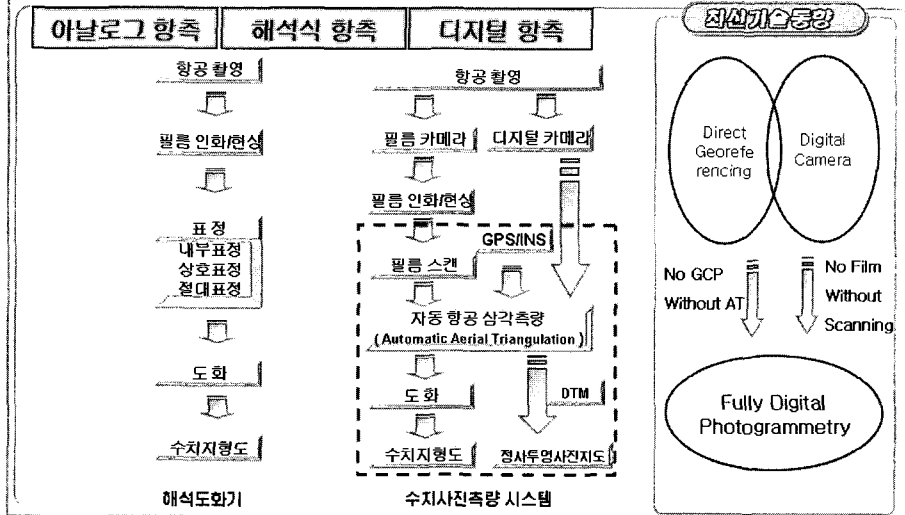 아날로그 항측
해석식 항측
디지털 항측
항공 촬영
필름 인화/현상
표 정
내부표정
상호표정
절대표정
도 화
수치지형도
해석도화기
항공 촬영
필름 카메라
디지털 카메라
필름 인화/현상
GPS/INS
필름 스캔
자동 항공 삼각측량
( Automatic Aerial Triangulation )
도 화
DTM
수치지형도
정사투영사진지도
수치사진측량 시스템
최신기술동향
Direct
Georefe
rencing
Digital
Camera
No GCP
Without AT
No Film
Without
Scanning
Fully Digital
Photogrammetry